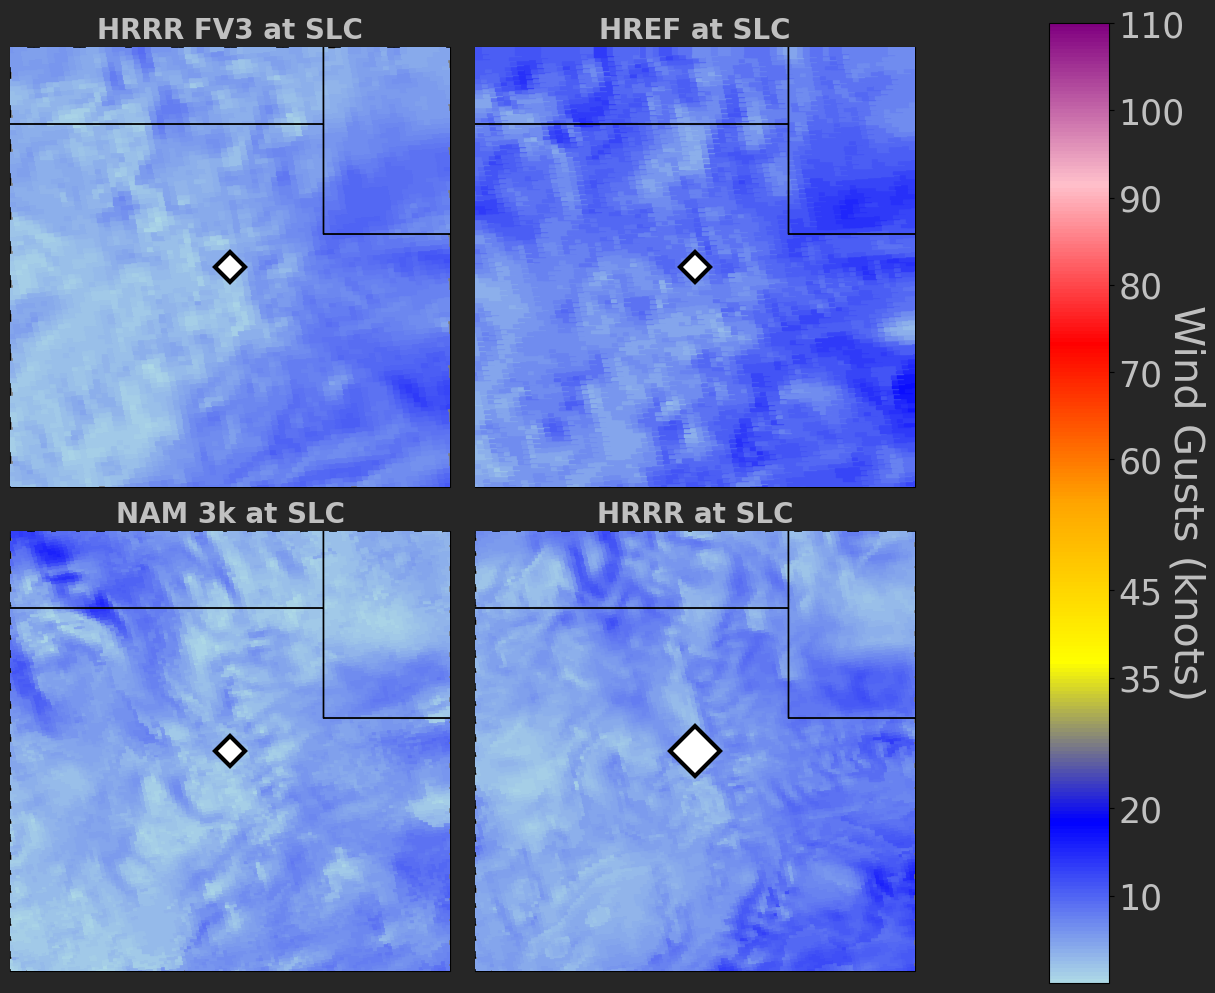 HRRR FV3 at SLC
HREF at SLC
NAM 3k at SLC
HRRR at SLC
110
100
90
80
70
60
45
35
20
10
Wind Gusts (knots)